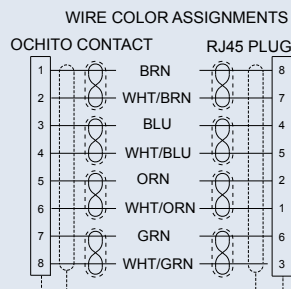 WIRE COLOR ASSIGNMENTS
OCHITO CONTACT RJ45 PLUG
1 BRN 8
2 WHT/BRN 7
3 BLU 4
4 WHT/BLU 5
5 ORN 2
6 WHT/ORN 1
7 GRN 6
8 WHT/GRN 3